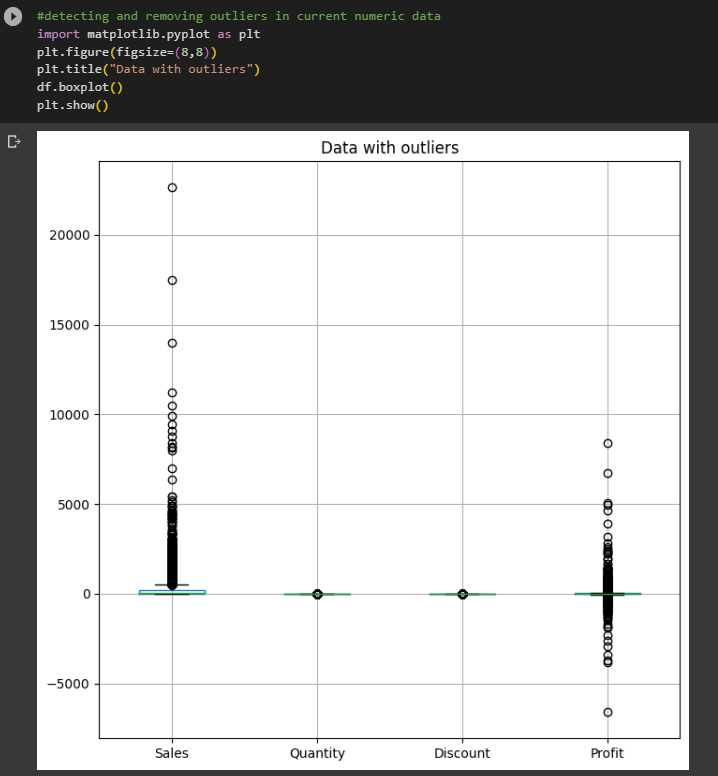 #detecting and removing outliers in current numeric data
import matplotlib.pyplot as plt
plt.figure(figsize=(8,8))
plt.title("Data with outliers")
df.boxplot()
plt.show()
Data with outliers
20000
15000
10000
5000
0
−5000
Sales Quantity Discount Profit